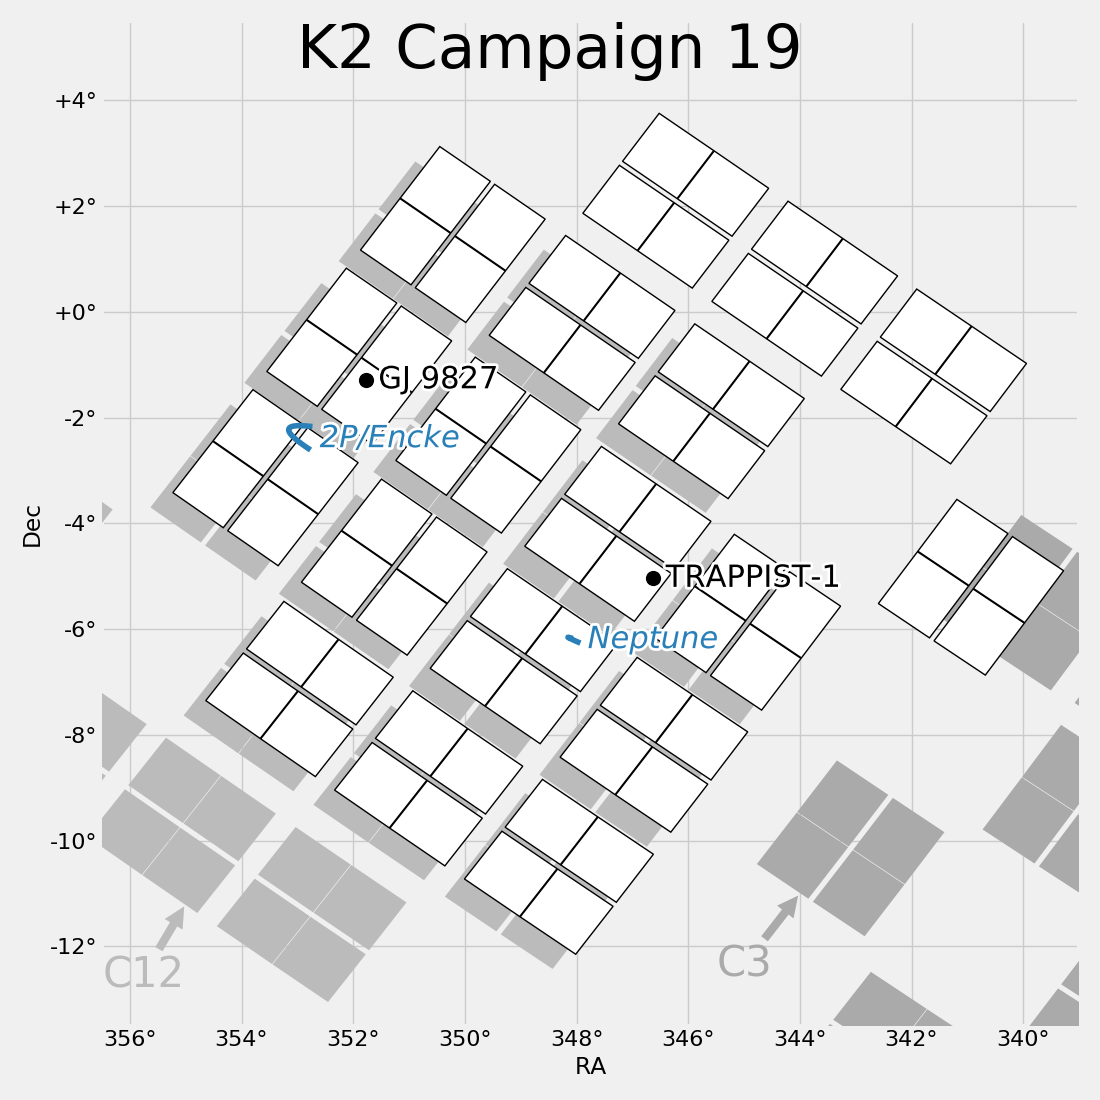 K2 Campaign 19
+4°
+2°
+0°
-2°
-4°
-6°
-8°
-10°
-12°
Dec
GJ 9827
2P/Encke
TRAPPIST-1
Neptune
C12
C3
356° 354° 352° 350° 348° 346° 344° 342° 340°
RA